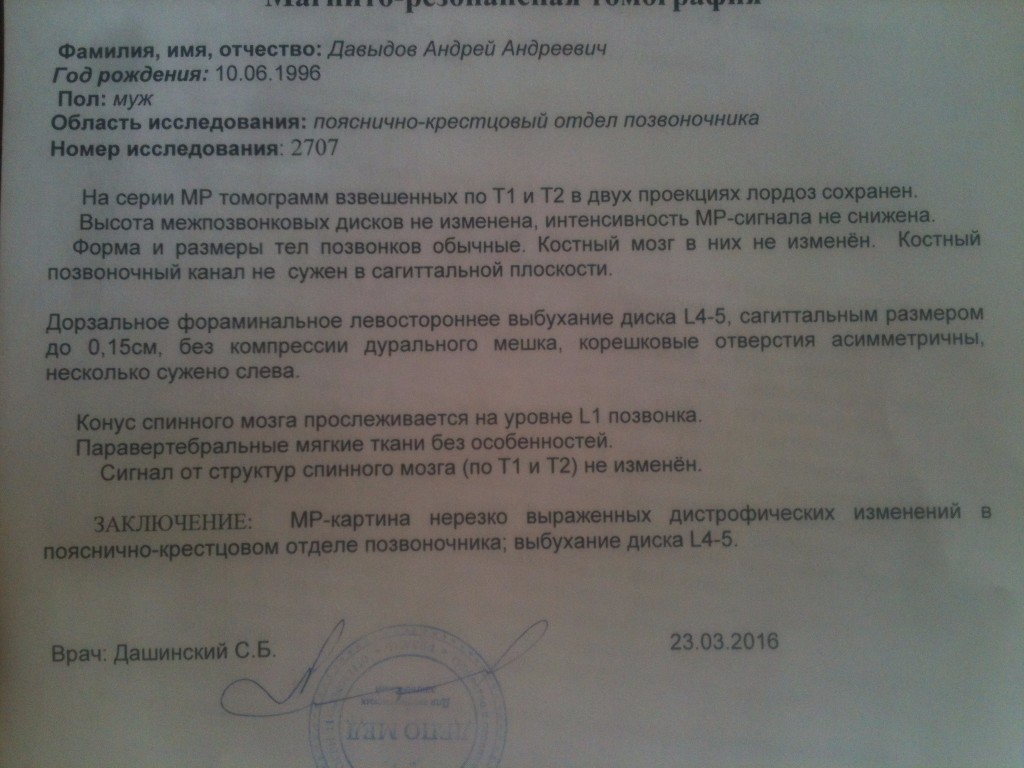 Магнито-резонансная томография
Фамилия, имя, отчество: Давыдов Андрей Андреевич
Год рождения: 10.06.1996
Пол: муж
Область исследования: пояснично-крестцовый отдел позвоночника
Номер исследования: 2707
На серии МР томограмм взвешенных по Т1 и Т2 в двух проекциях лордоз сохранен.
Высота межпозвонковых дисков не изменена, интенсивность МР-сигнала не снижена.
Форма и размеры тел позвонков обычные. Костный мозг в них не изменён. Костный
позвоночный канал не сужен в сагиттальной плоскости.
Дорзальное фораминальное левостороннее выбухание диска L4-5, сагиттальным размером
до 0,15см, без компрессии дурального мешка, корешковые отверстия асимметричны,
несколько сужено слева.
Конус спинного мозга прослеживается на уровне L1 позвонка.
Паравертебральные мягкие ткани без особенностей.
Сигнал от структур спинного мозга (по Т1 и Т2) не изменён.
ЗАКЛЮЧЕНИЕ: МР-картина нерезко выраженных дистрофических изменений в
пояснично-крестцовом отделе позвоночника; выбухание диска L4-5.
Врач: Дашинский С.Б.
23.03.2016